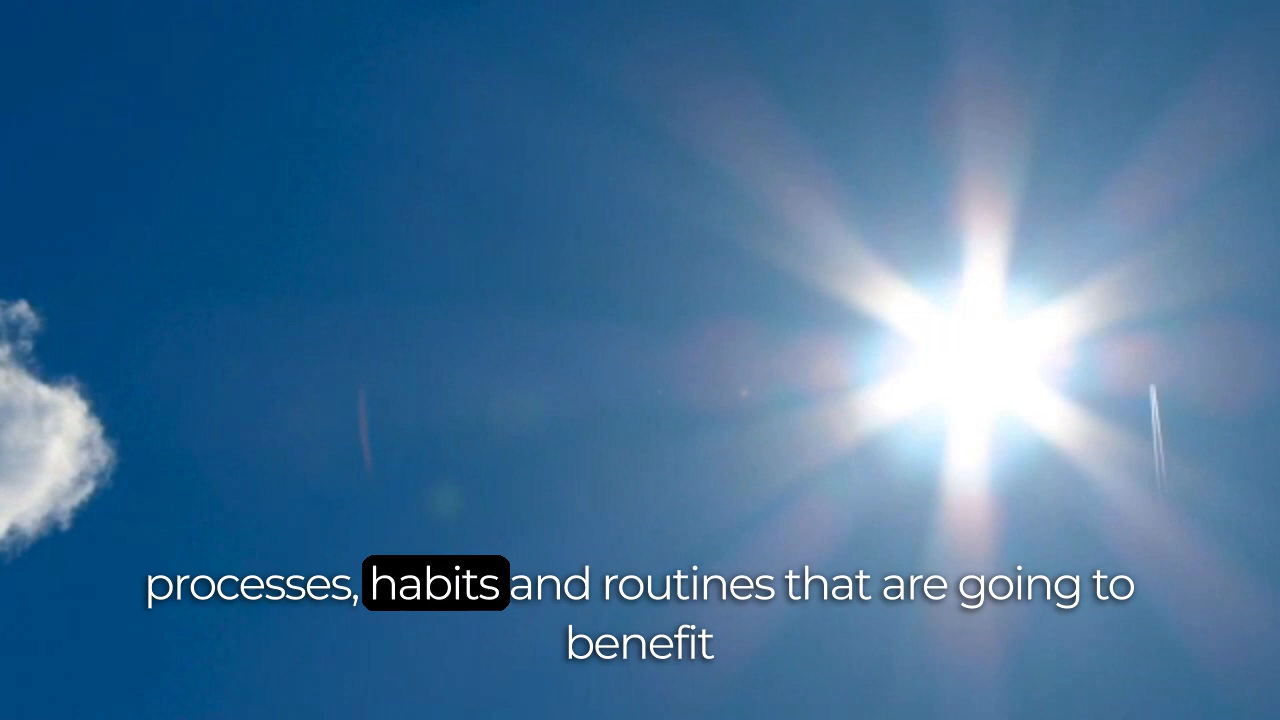 processes, habits and routines that are going to
benefit